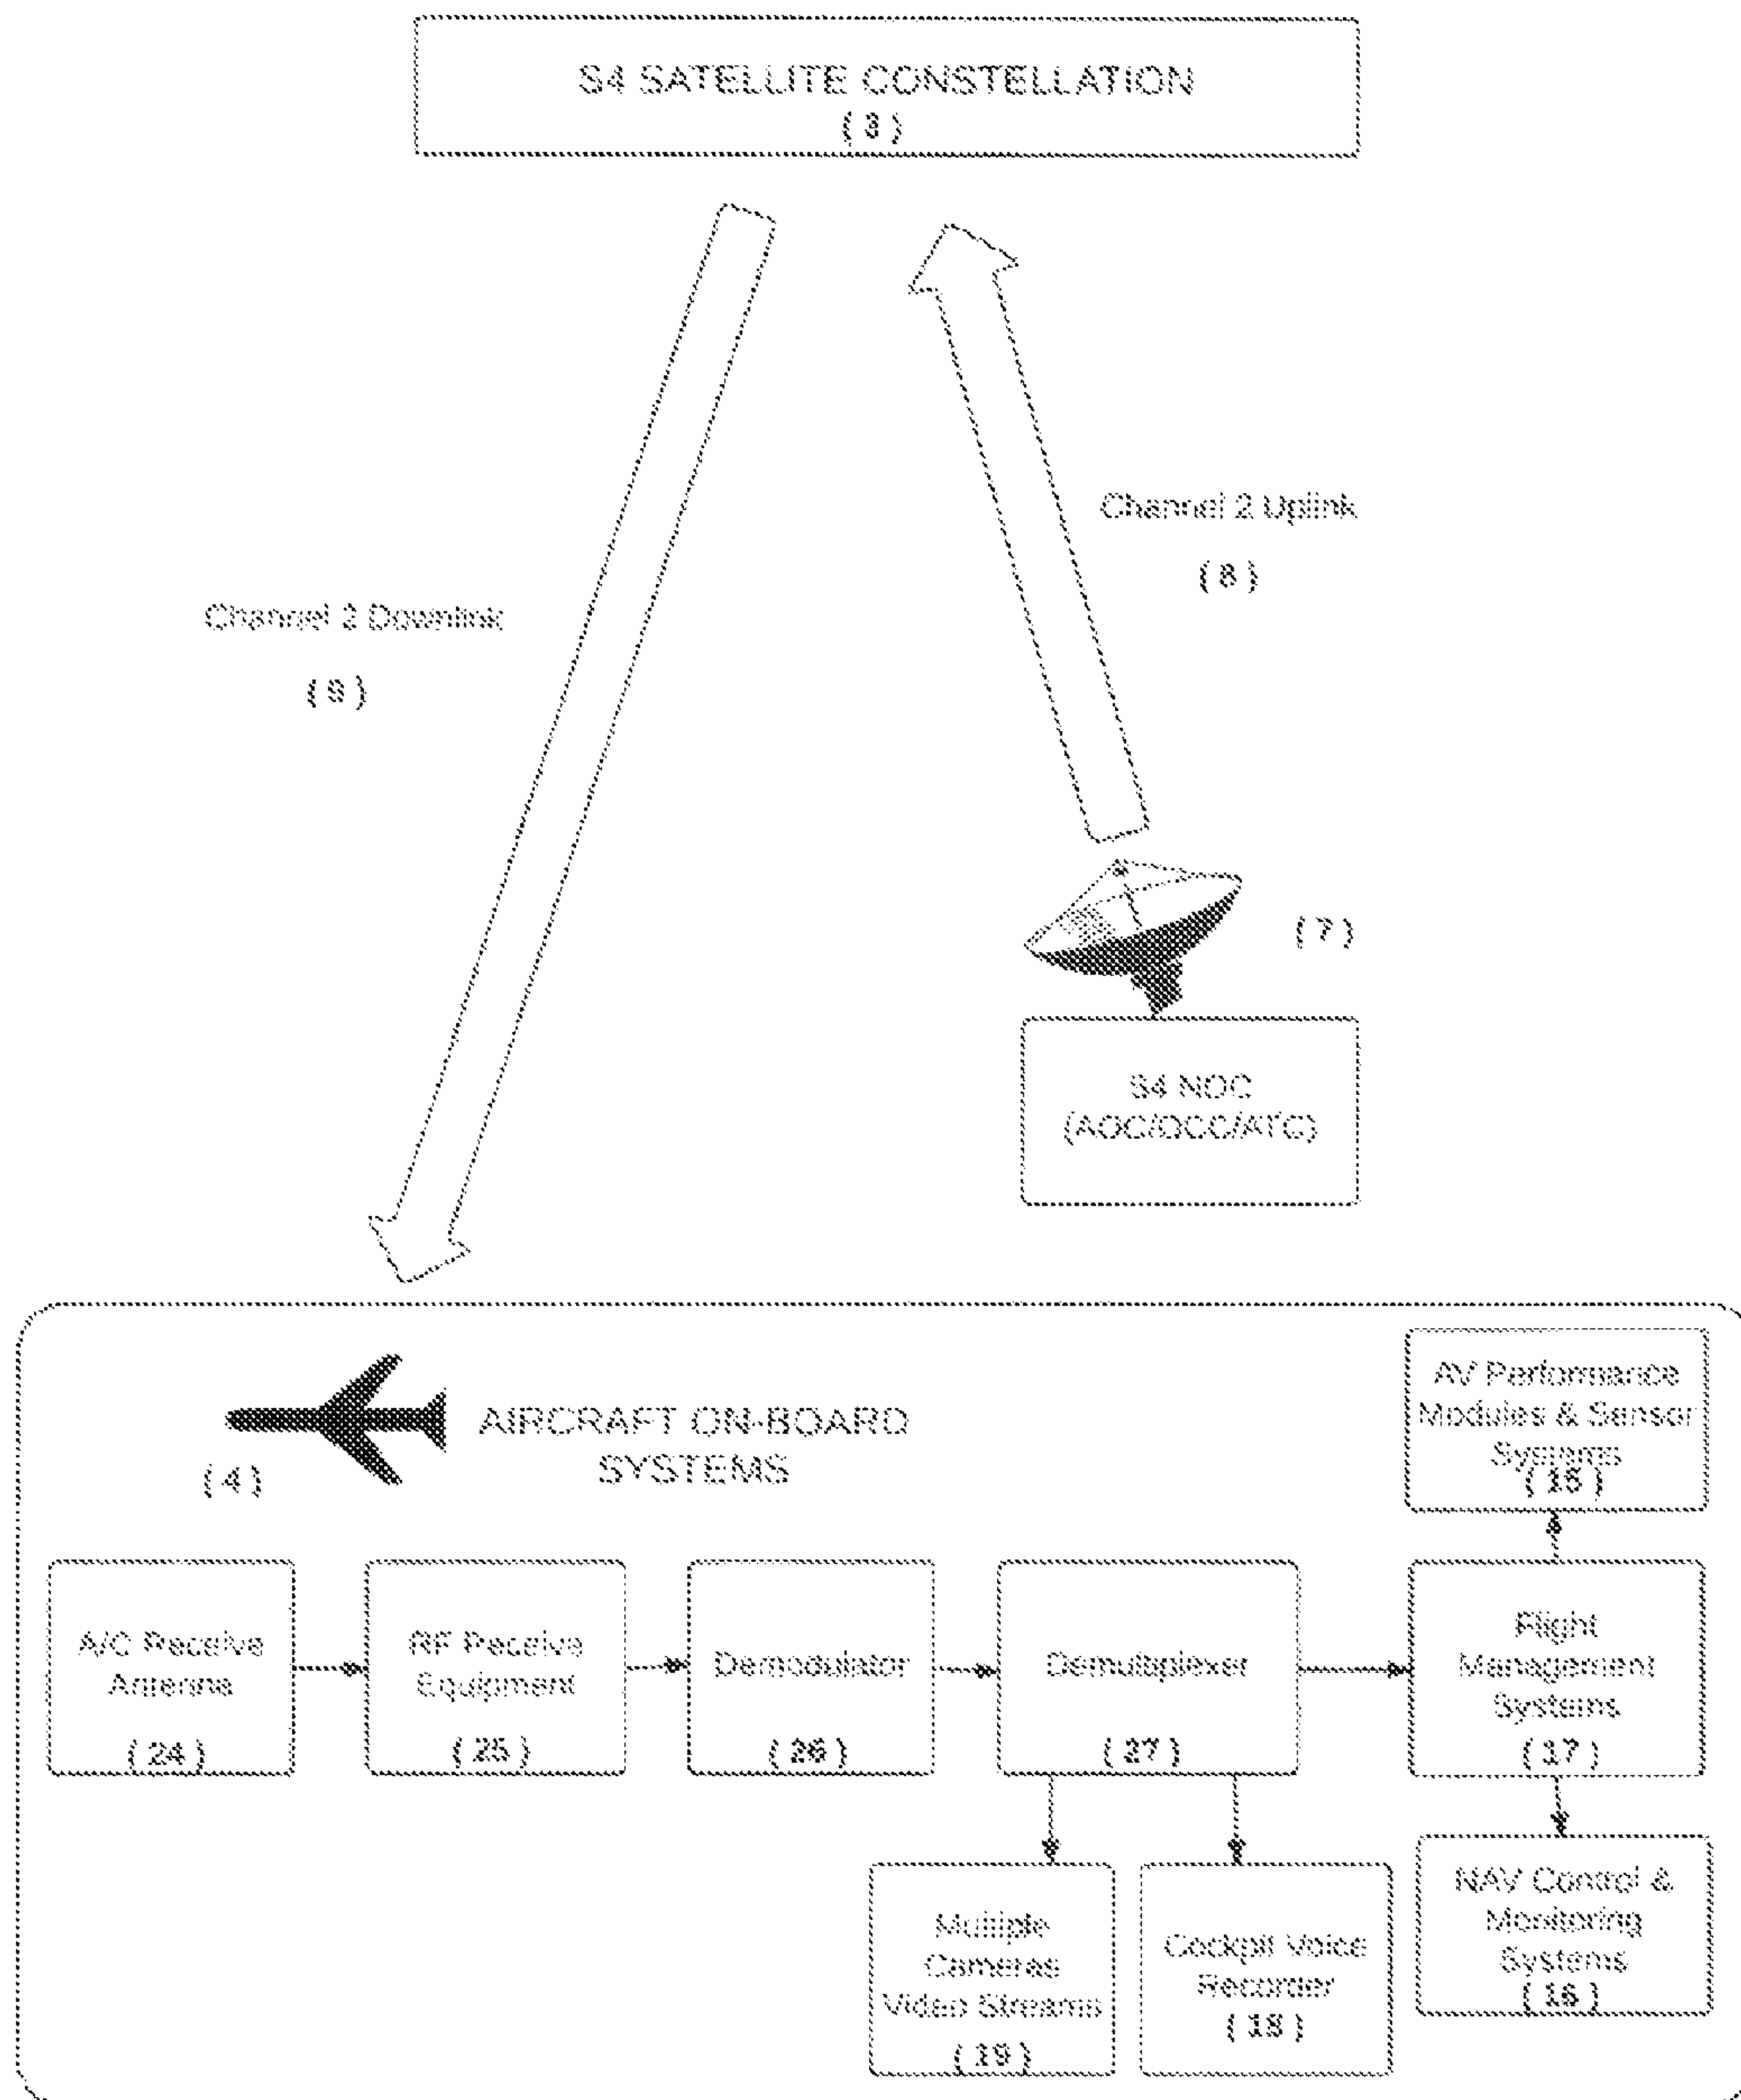 S4 SATELLITE CONSTELLATION
( 3 )
Channel 2 Uplink
( 8 )
Channel 2 Downlink
( 9 )
( 7 )
S4 NOC
(AOC/OCC/ATC)
AIRCRAFT ON-BOARD
SYSTEMS
( 4 )
AV Performance
Modules & Sensor
Systems
( 15 )
A/C Receive
Antenna
( 24 )
RF Receive
Equipment
( 25 )
Demodulator
( 26 )
Demultiplexer
( 27 )
Flight
Management
Systems
( 17 )
Multiple
Cameras
Video Streams
( 19 )
Cockpit Voice
Recorder
( 18 )
NAV Control &
Monitoring
Systems
( 16 )